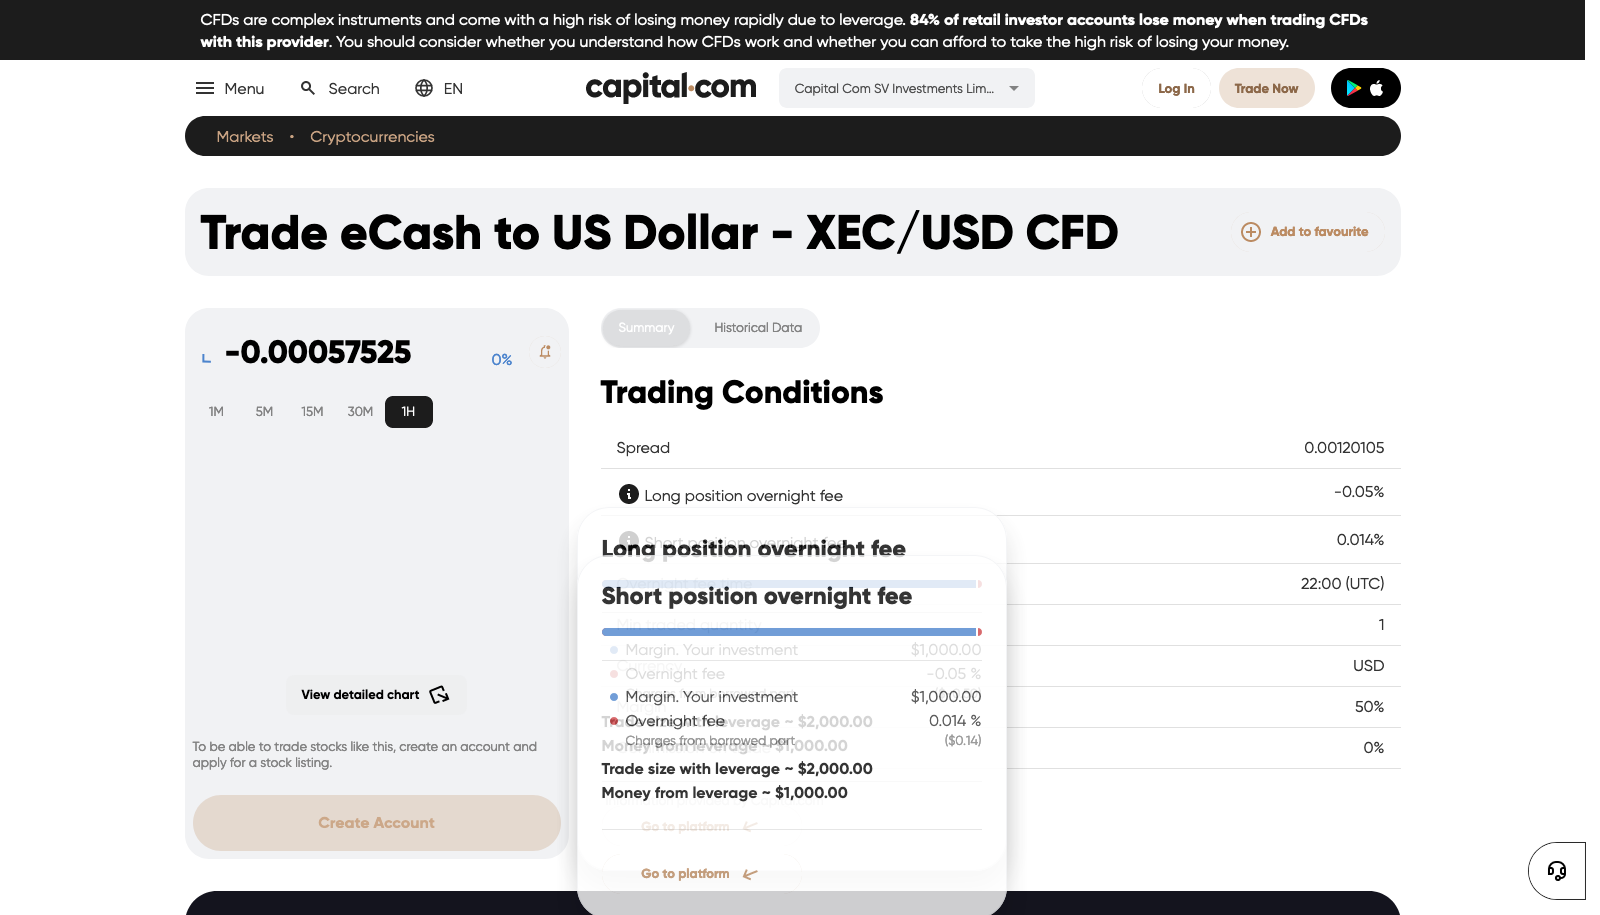 CFDs are complex instruments and come with a high risk of losing money rapidly due to leverage. 84% of retail investor accounts lose money when trading CFDs
with this provider. You should consider whether you understand how CFDs work and whether you can afford to take the high risk of losing your money.
Menu
Search
EN
capital.com
Capital Com SV Investments Lim...
Log In
Trade Now
Markets • Cryptocurrencies
Trade eCash to US Dollar - XEC/USD CFD
Add to favourite
-0.00057525
0%
1M 5M 15M 30M 1H
View detailed chart
To be able to trade stocks like this, create an account and
apply for a stock listing.
Create Account
Summary
Historical Data
Trading Conditions
Spread 0.00120105
Long position overnight fee -0.05%
Short position overnight fee 0.014%
Overnight fee time 22:00 (UTC)
Min traded quantity 1
Currency USD
50%
0%
Long position overnight fee
Margin. Your investment $1,000.00
Overnight fee -0.05 %
Trade size with leverage ~ $2,000.00
Money from leverage ~ $1,000.00
Go to platform
Short position overnight fee
Margin. Your investment $1,000.00
Overnight fee 0.014 %
Charges from borrowed part ($0.14)
Trade size with leverage ~ $2,000.00
Money from leverage ~ $1,000.00
Go to platform